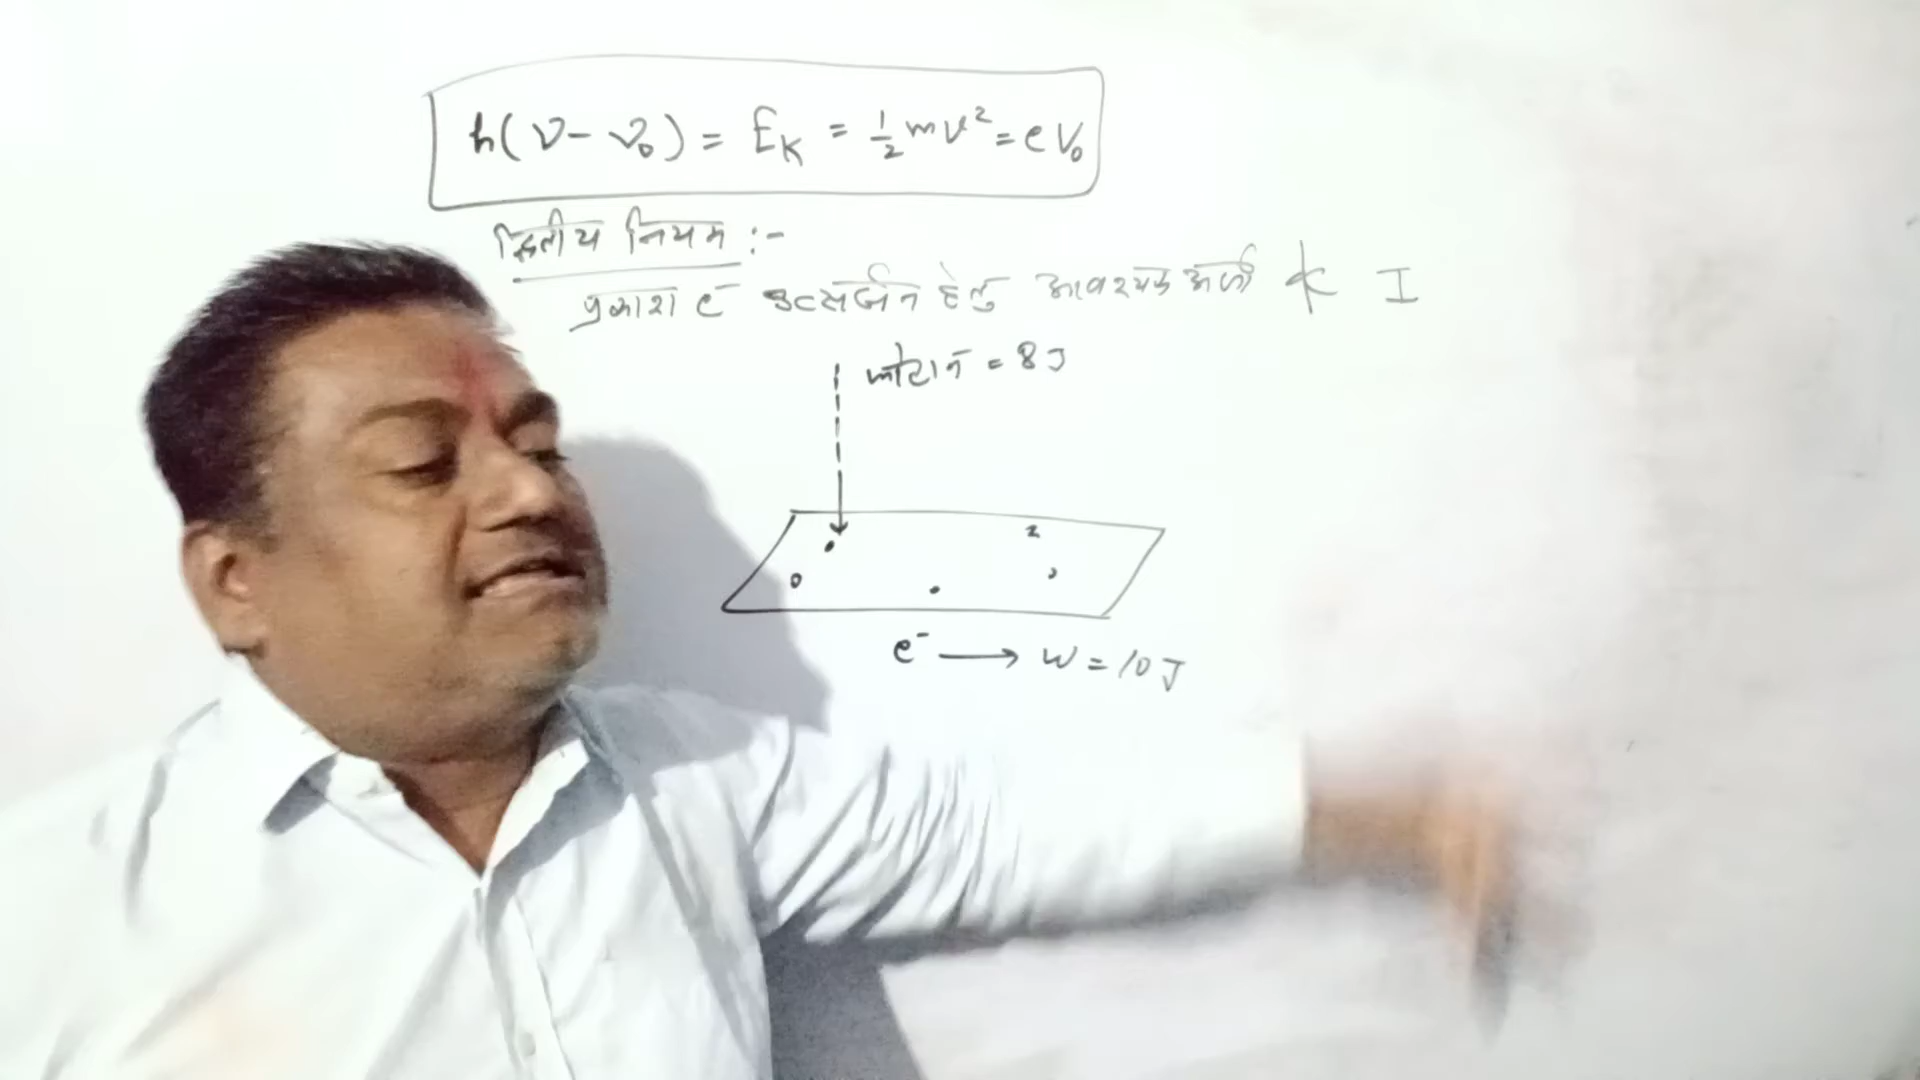 h(ν - ν₀) = E_K = ½mv² = eV₀
द्वितीय नियम :-
प्रकाश e⁻ उत्सर्जन हेतु आवश्यक ऊर्जा ∝̸ I
फोटान = 8 J
e⁻ ⟶ W = 10 J